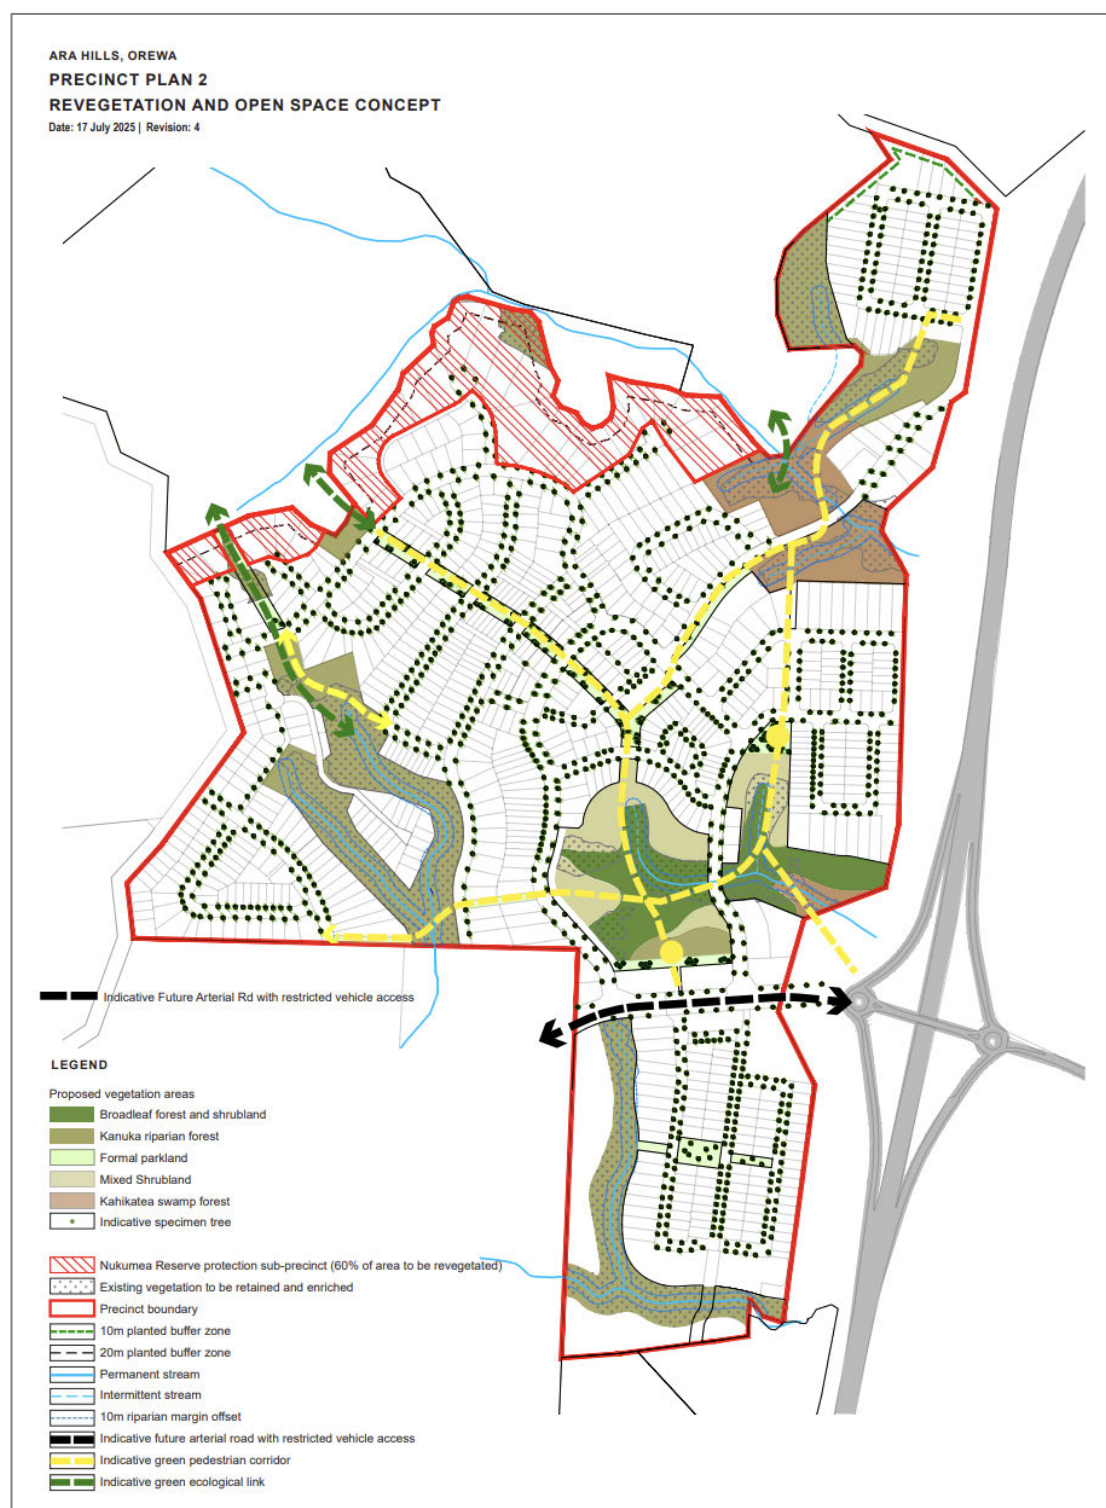 ARA HILLS, OREWA
PRECINCT PLAN 2
REVEGETATION AND OPEN SPACE CONCEPT
Date: 17 July 2025 | Revision: 4
Indicative Future Arterial Rd with restricted vehicle access
LEGEND
Proposed vegetation areas
Broadleaf forest and shrubland
Kanuka riparian forest
Formal parkland
Mixed Shrubland
Kahikatea swamp forest
Indicative specimen tree
Nukumea Reserve protection sub-precinct (60% of area to be revegetated)
Existing vegetation to be retained and enriched
Precinct boundary
10m planted buffer zone
20m planted buffer zone
Permanent stream
Intermittent stream
10m riparian margin offset
Indicative future arterial road with restricted vehicle access
Indicative green pedestrian corridor
Indicative green ecological link